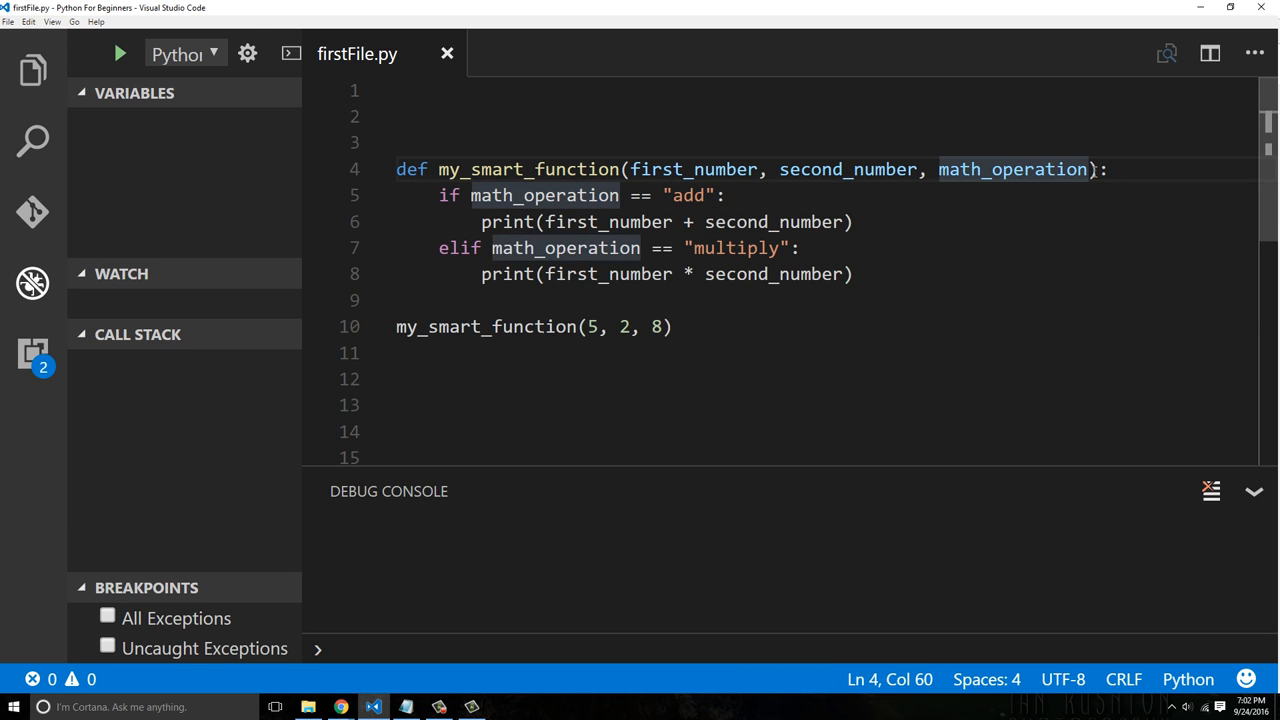 firstFile.py - Python For Beginners - Visual Studio Code
File Edit View Go Help
Python
firstFile.py
VARIABLES
WATCH
CALL STACK
BREAKPOINTS
All Exceptions
Uncaught Exceptions
2
1
2
3
4 def my_smart_function(first_number, second_number, math_operation):
5 if math_operation == "add":
6 print(first_number + second_number)
7 elif math_operation == "multiply":
8 print(first_number * second_number)
9
10 my_smart_function(5, 2, 8)
11
12
13
14
15
DEBUG CONSOLE
0 0
Ln 4, Col 60 Spaces: 4 UTF-8 CRLF Python
I'm Cortana. Ask me anything.
7:02 PM
9/24/2016